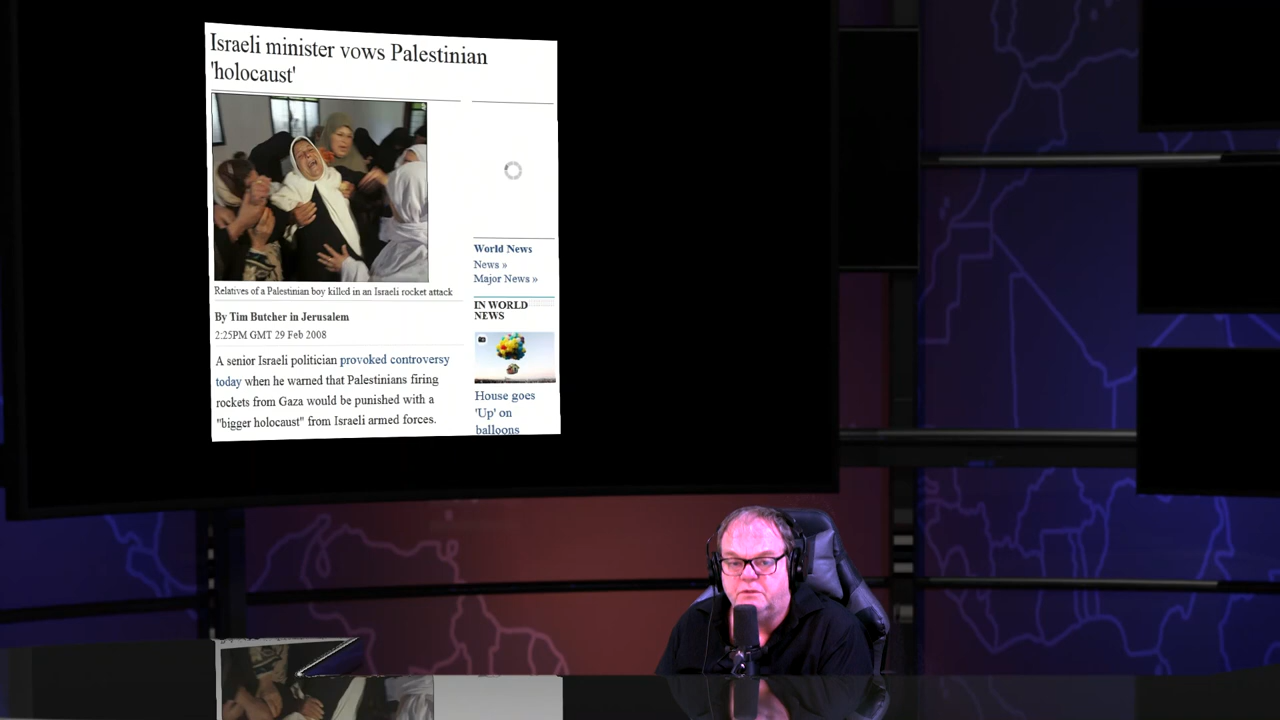 Israeli minister vows Palestinian
'holocaust'
Relatives of a Palestinian boy killed in an Israeli rocket attack
By Tim Butcher in Jerusalem
2:25PM GMT 29 Feb 2008
A senior Israeli politician provoked controversy
today when he warned that Palestinians firing
rockets from Gaza would be punished with a
"bigger holocaust" from Israeli armed forces.
World News
News »
Major News »
IN WORLD
NEWS
House goes
'Up' on
balloons